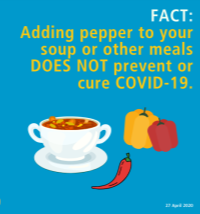 FACT:
Adding pepper to your
soup or other meals
DOES NOT prevent or
cure COVID-19.
27 April 2020